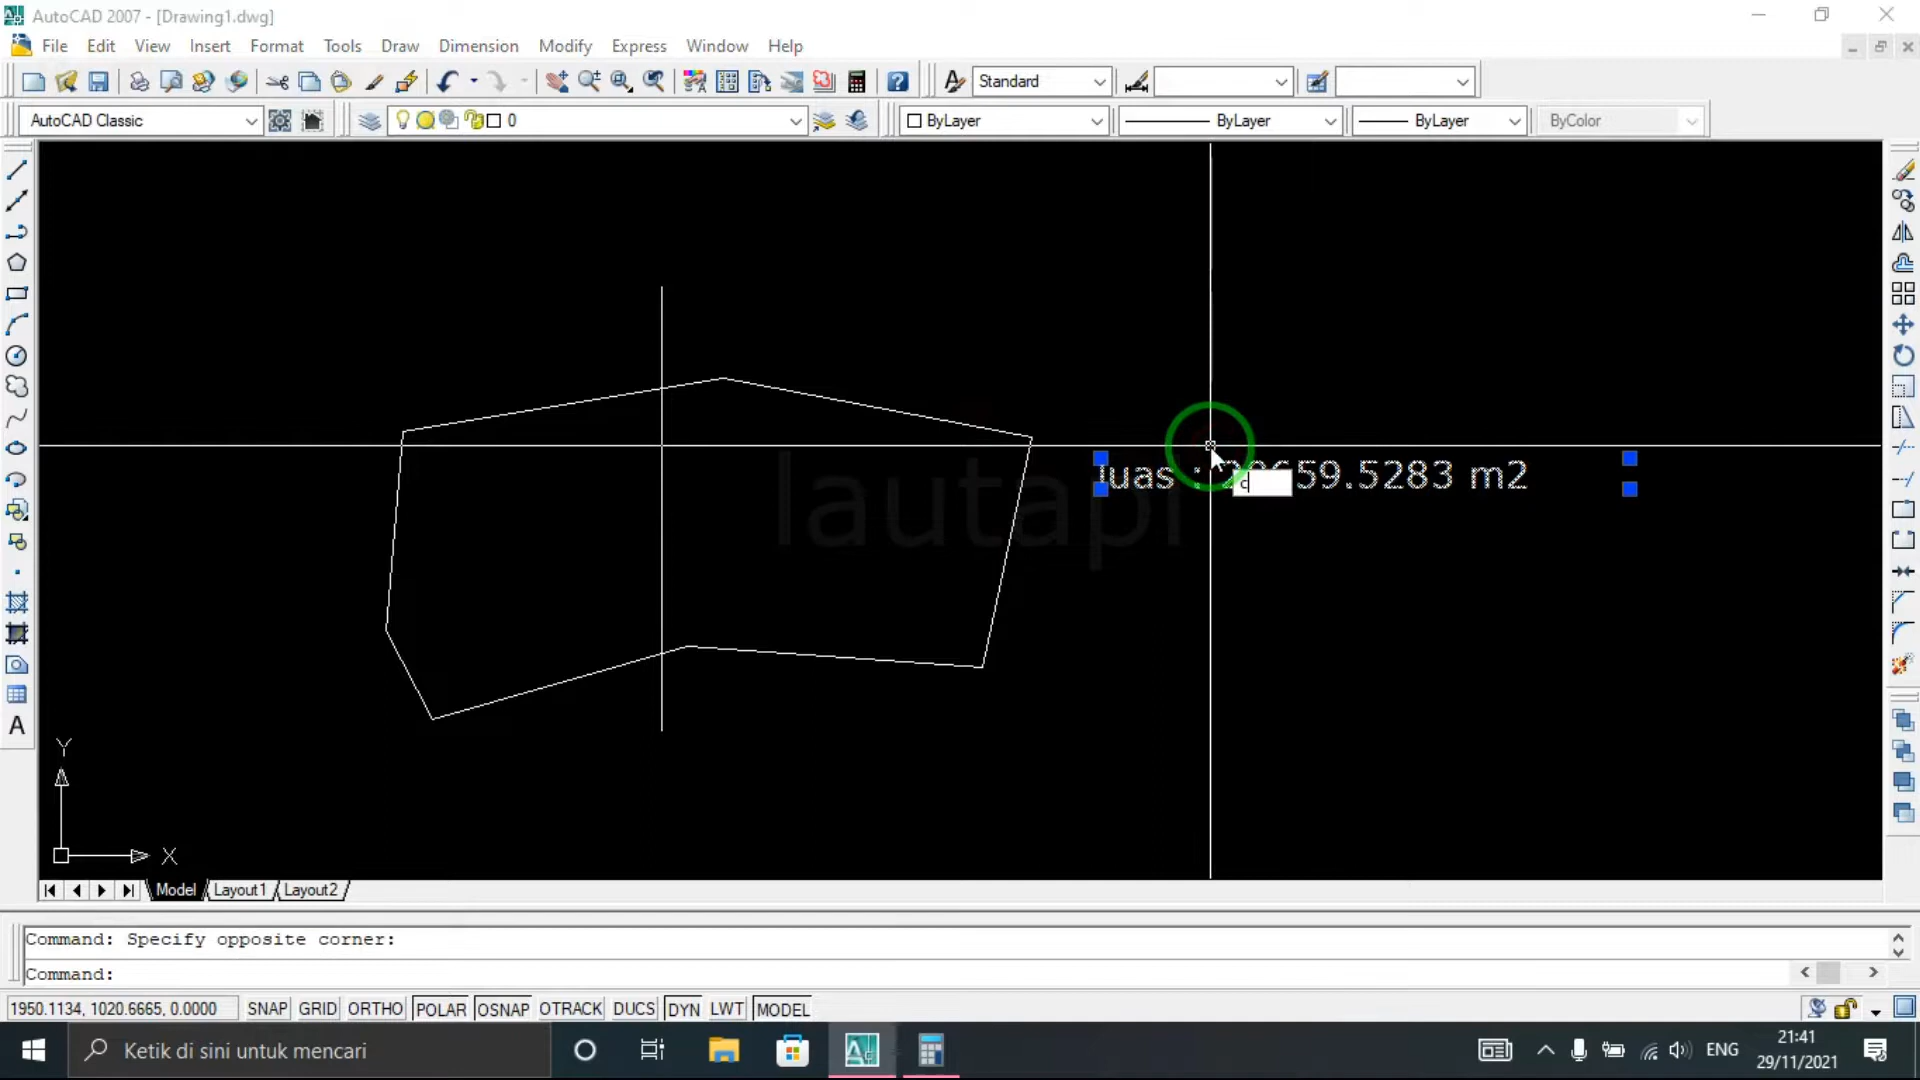 AutoCAD 2007 - [Drawing1.dwg]
File Edit View Insert Format Tools Draw Dimension Modify Express Window Help
Standard
AutoCAD Classic 0 ByLayer ByLayer ByLayer ByColor
luas : 59.5283 m2
c
lautapi
Y
X
Model Layout1 Layout2
Command: Specify opposite corner:
Command:
1950.1134, 1020.6665, 0.0000 SNAP GRID ORTHO POLAR OSNAP OTRACK DUCS DYN LWT MODEL
Ketik di sini untuk mencari
ENG
21:41
29/11/2021